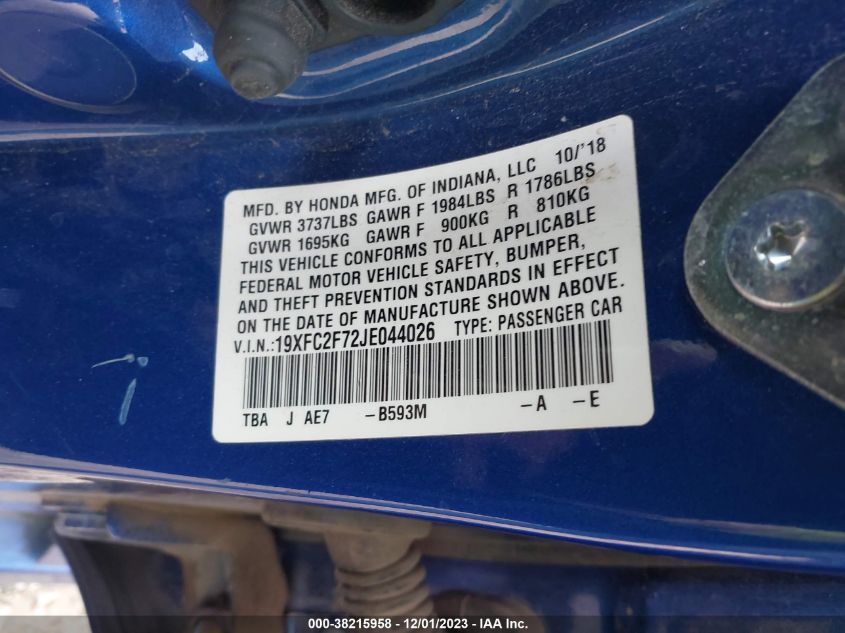 MFD. BY HONDA MFG. OF INDIANA, LLC 10/'18
GVWR 3737LBS GAWR F 1984LBS R 1786LBS
GVWR 1695KG GAWR F 900KG R 810KG
THIS VEHICLE CONFORMS TO ALL APPLICABLE
FEDERAL MOTOR VEHICLE SAFETY, BUMPER,
AND THEFT PREVENTION STANDARDS IN EFFECT
ON THE DATE OF MANUFACTURE SHOWN ABOVE.
V.I.N.:19XFC2F72JE044026 TYPE: PASSENGER CAR
TBA J AE7 -B593M -A -E
000-38215958 - 12/01/2023 - IAA Inc.